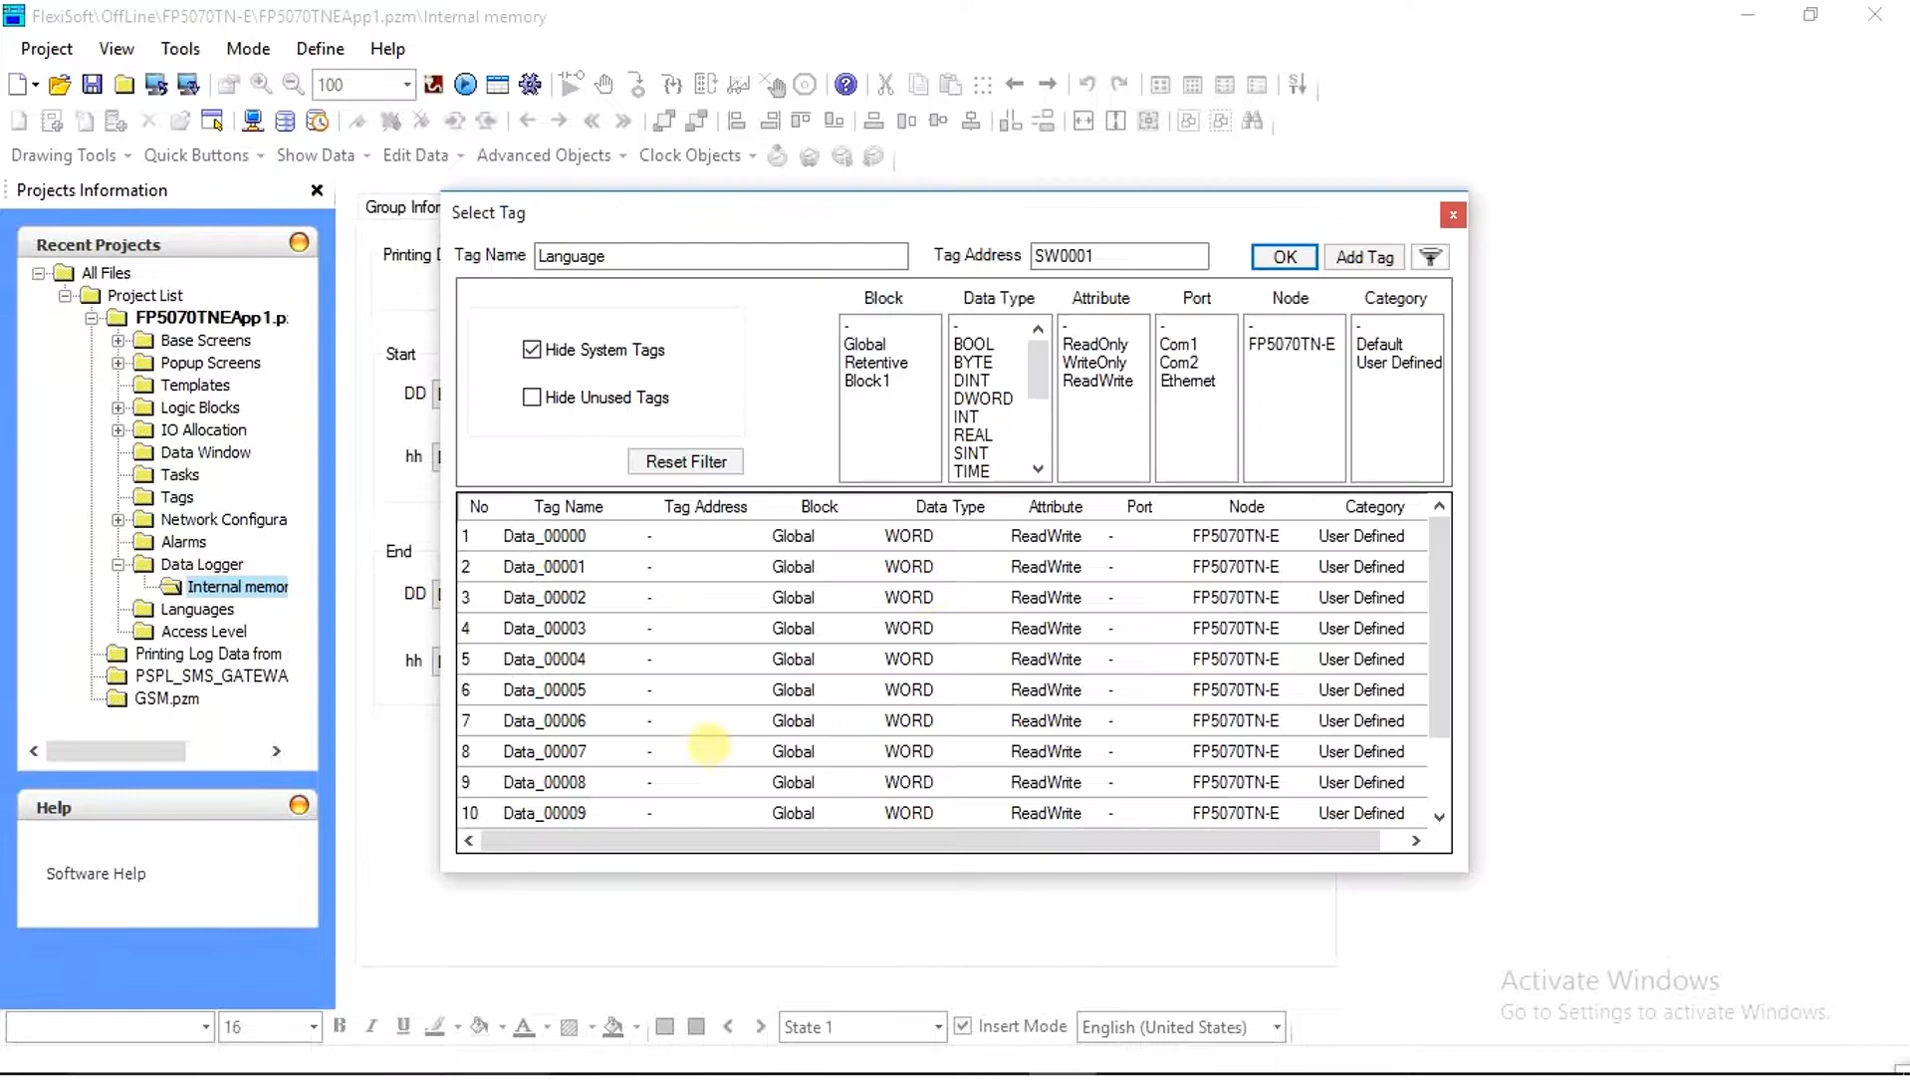 FlexiSoft\OffLine\FP5070TN-E\FP5070TNEApp1.pzm\Internal memory
Project View Tools Mode Define Help
100
Drawing Tools Quick Buttons Show Data Edit Data Advanced Objects Clock Objects
Projects Information
Recent Projects
All Files
Project List
FP5070TNEApp1.p
Base Screens
Popup Screens
Templates
Logic Blocks
IO Allocation
Data Window
Tasks
Tags
Network Configura
Alarms
Data Logger
Internal memor
Languages
Access Level
Printing Log Data from
PSPL_SMS_GATEWA
GSM.pzm
Help
Software Help
Group Infor
Printing D
Start
DD
hh
End
DD
hh
Select Tag
Tag Name Language Tag Address SW0001 OK Add Tag
Hide System Tags
Hide Unused Tags
Reset Filter
Block Data Type Attribute Port Node Category
- - - - - -
Global BOOL ReadOnly Com1 FP5070TN-E Default
Retentive BYTE WriteOnly Com2 User Defined
Block1 DINT ReadWrite Ethernet
DWORD
INT
REAL
SINT
TIME
No Tag Name Tag Address Block Data Type Attribute Port Node Category
1 Data_00000 - Global WORD ReadWrite - FP5070TN-E User Defined
2 Data_00001 - Global WORD ReadWrite - FP5070TN-E User Defined
3 Data_00002 - Global WORD ReadWrite - FP5070TN-E User Defined
4 Data_00003 - Global WORD ReadWrite - FP5070TN-E User Defined
5 Data_00004 - Global WORD ReadWrite - FP5070TN-E User Defined
6 Data_00005 - Global WORD ReadWrite - FP5070TN-E User Defined
7 Data_00006 - Global WORD ReadWrite - FP5070TN-E User Defined
8 Data_00007 - Global WORD ReadWrite - FP5070TN-E User Defined
9 Data_00008 - Global WORD ReadWrite - FP5070TN-E User Defined
10 Data_00009 - Global WORD ReadWrite - FP5070TN-E User Defined
Activate Windows
Go to Settings to activate Windows.
16 B I U A State 1 Insert Mode English (United States)